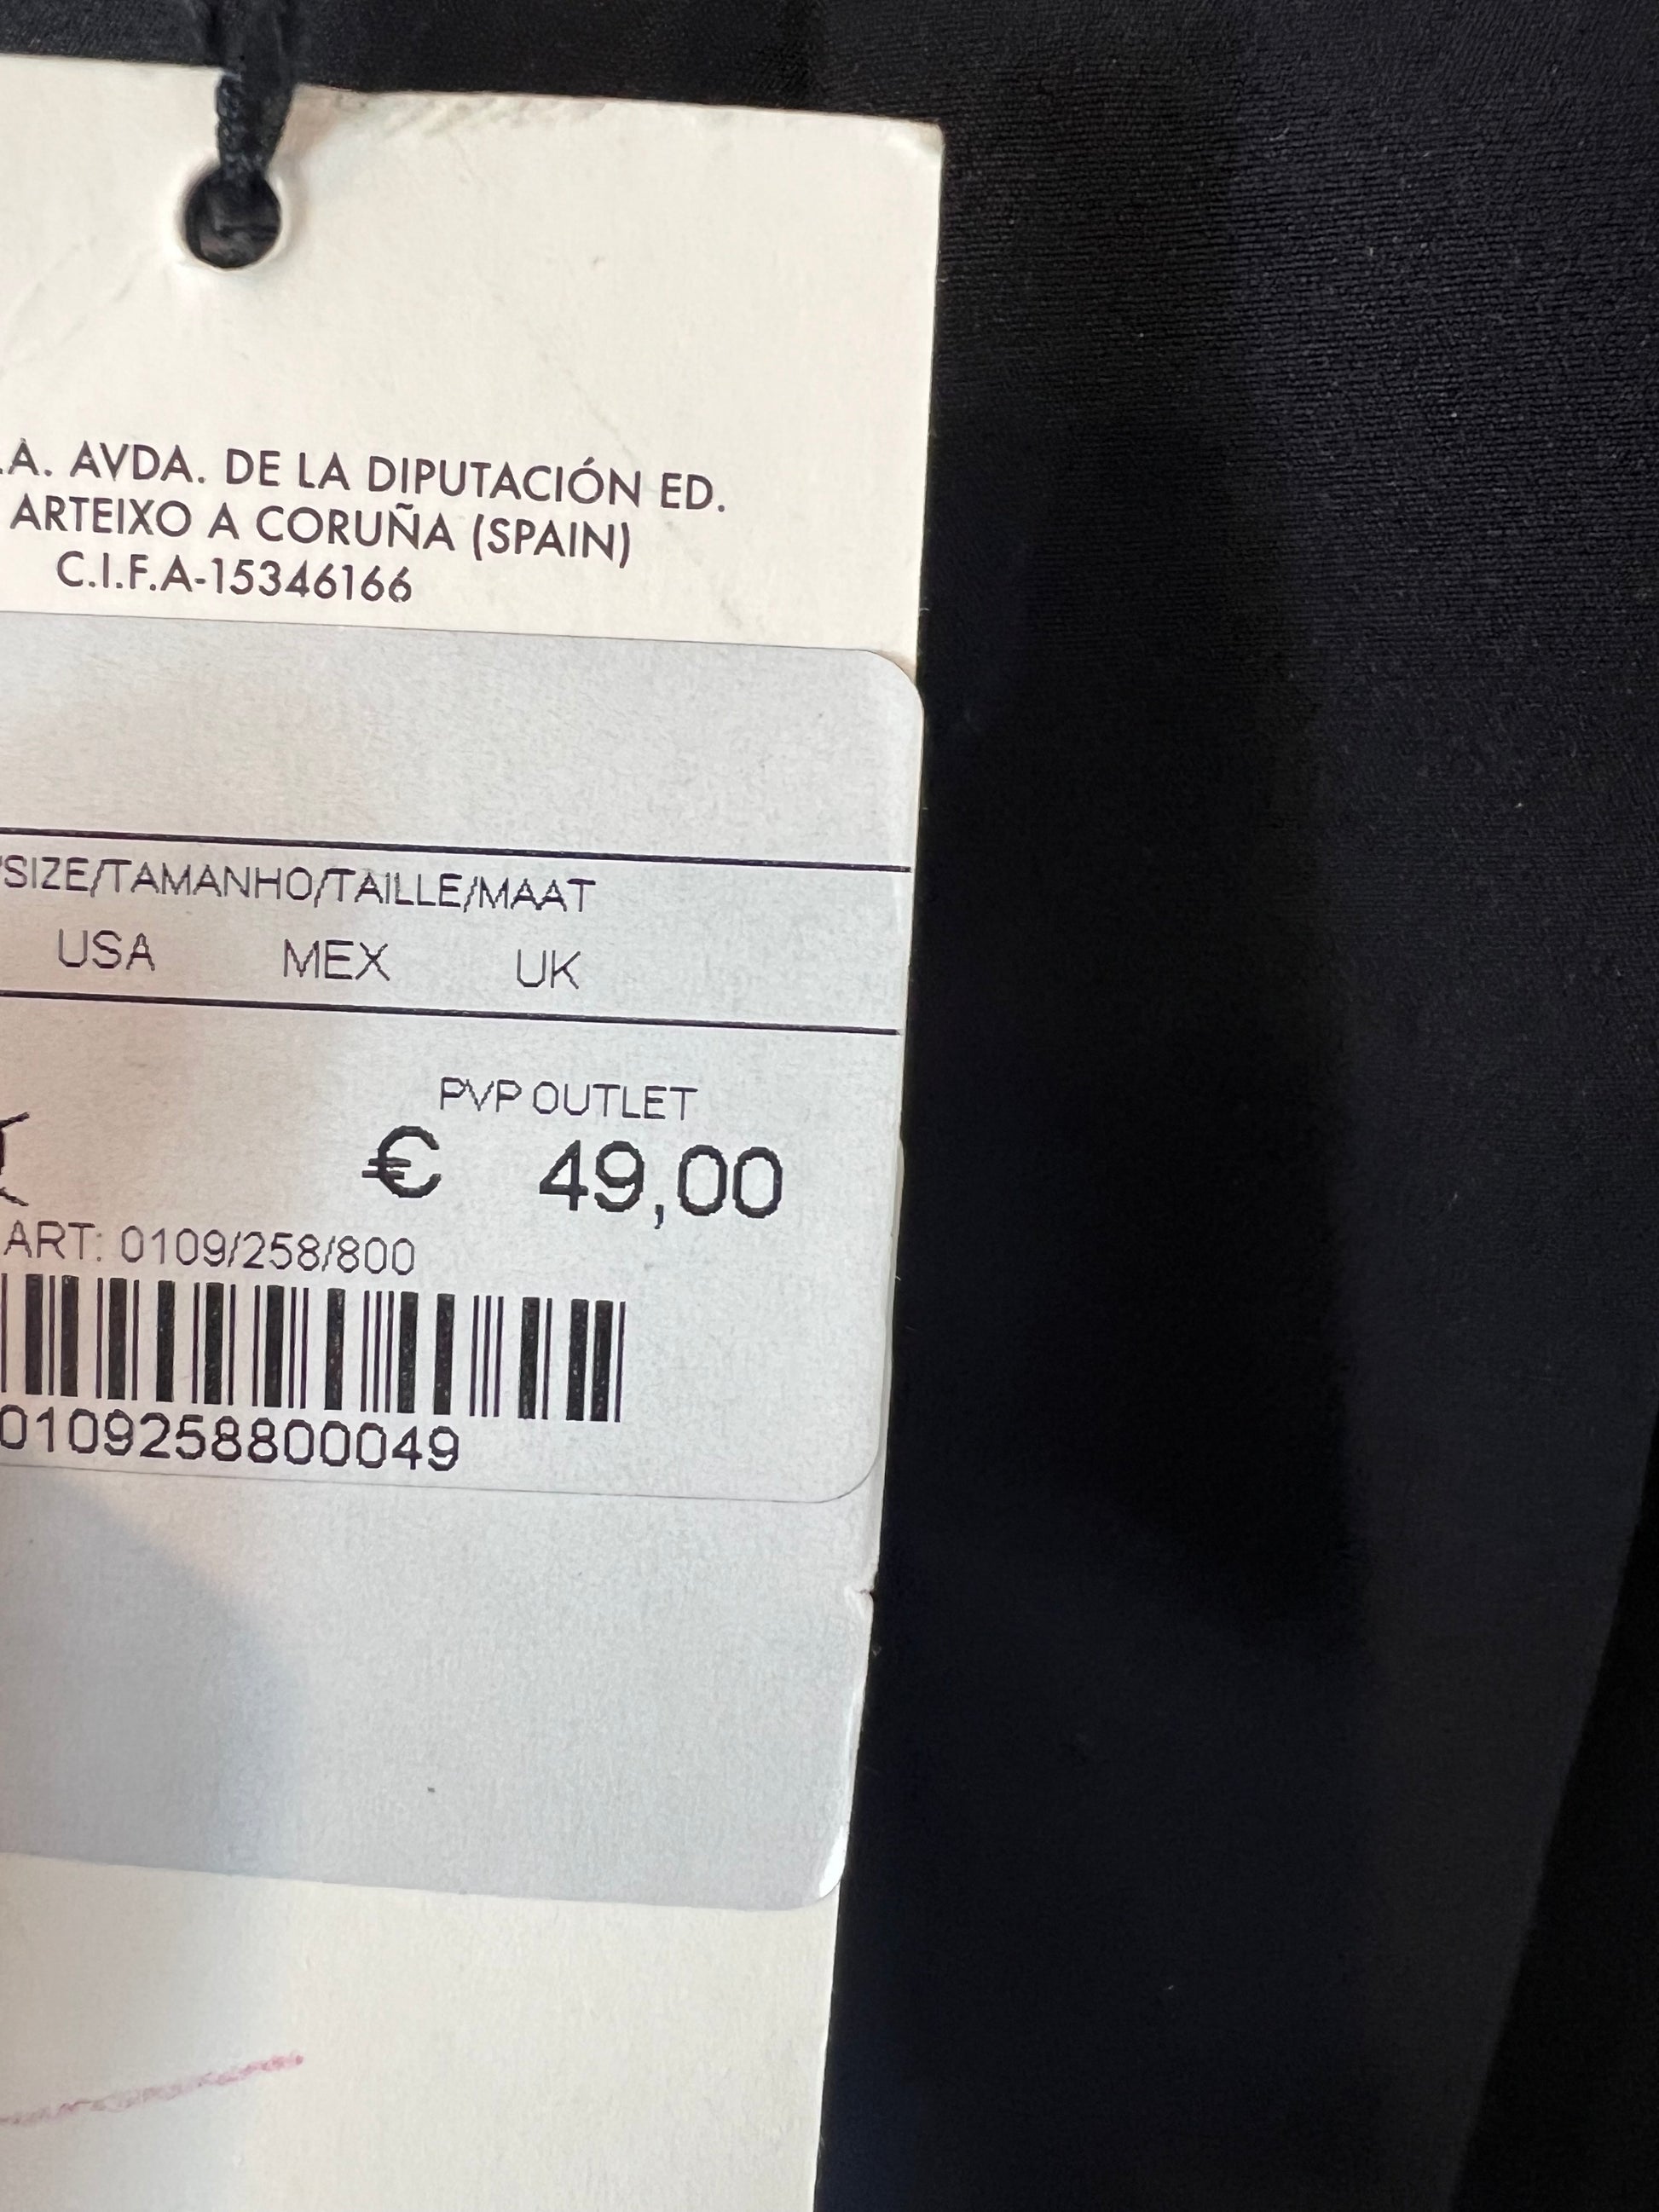 .A. AVDA. DE LA DIPUTACIÓN ED.
ARTEIXO A CORUÑA (SPAIN)
C.I.F.A-15346166
/SIZE/TAMANHO/TAILLE/MAAT
USA MEX UK
PVP OUTLET
€ 49,00
ART: 0109/258/800
0109258800049